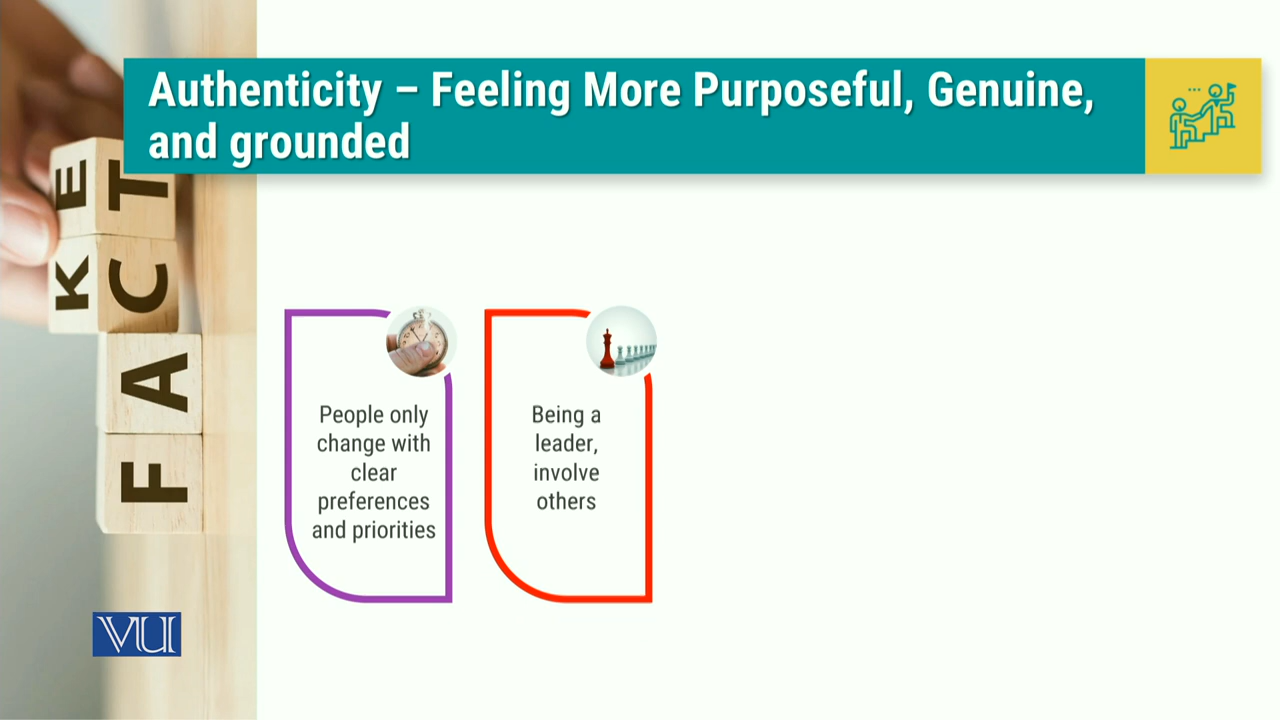 Authenticity – Feeling More Purposeful, Genuine,
and grounded
KE
FACT
People only
change with
clear
preferences
and priorities
Being a
leader,
involve
others
VU